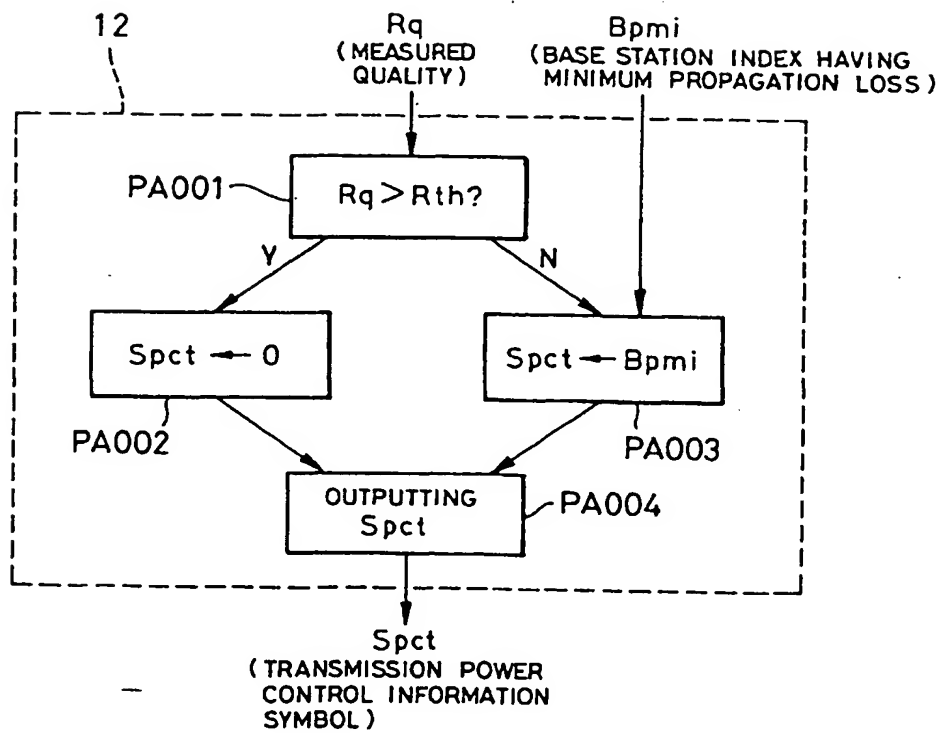 12
Rq
(MEASURED
QUALITY)
Bpmi
(BASE STATION INDEX HAVING
MINIMUM PROPAGATION LOSS)
PA001
Rq > Rth?
Y
N
Spct ← 0
Spct ← Bpmi
PA002
PA003
OUTPUTTING
Spct
PA004
Spct
(TRANSMISSION POWER
CONTROL INFORMATION
SYMBOL)